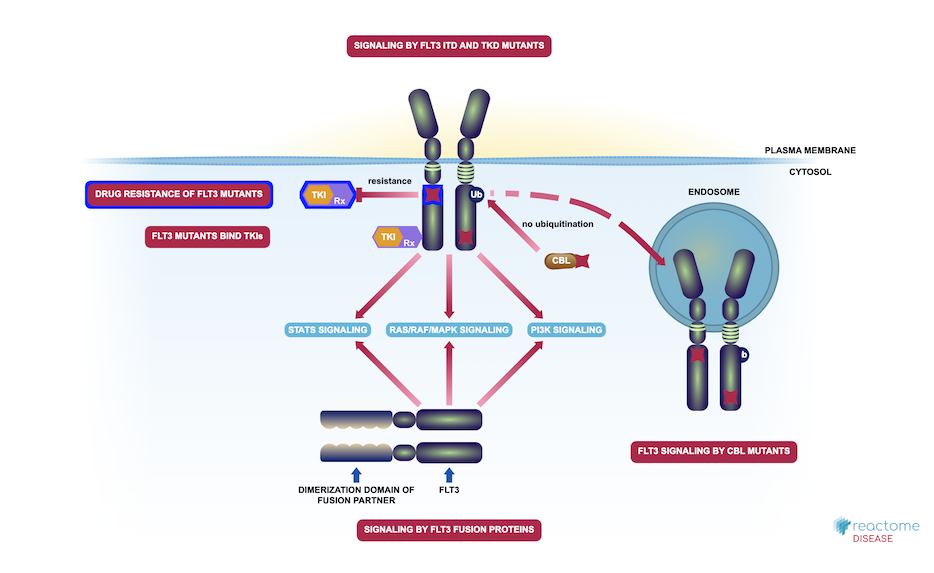 SIGNALING BY FLT3 ITD AND TKD MUTANTS
PLASMA MEMBRANE
CYTOSOL
resistance
DRUG RESISTANCE OF FLT3 MUTANTS
TKI
Rx
Ub
ENDOSOME
no ubiquitination
FLT3 MUTANTS BIND TKIs
TKI
Rx
CBL
STATS SIGNALING
RAS/RAF/MAPK SIGNALING
PI3K SIGNALING
b
FLT3 SIGNALING BY CBL MUTANTS
DIMERIZATION DOMAIN OF
FUSION PARTNER
FLT3
SIGNALING BY FLT3 FUSION PROTEINS
reactome
DISEASE